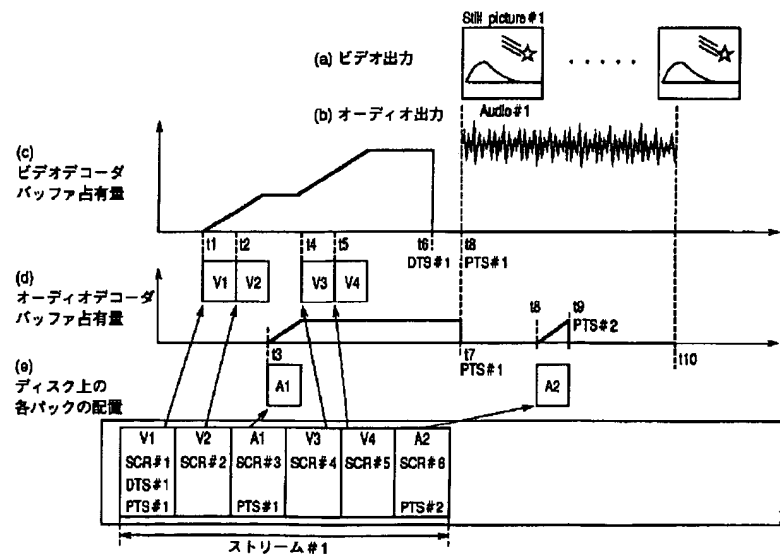 Still picture#1
(a) ビデオ出力
(b) オーディオ出力
Audio#1
(c)
ビデオデコーダ
バッファ占有量
t1 t2 t4 t5 t6 t8
DTS#1 PTS#1
V1 V2 V3 V4
(d)
オーディオデコーダ
バッファ占有量
t8 t9
PTS#2
t3 t7 t10
PTS#1
(e)
ディスク上の
各パックの配置
A1 A2
V1 V2 A1 V3 V4 A2
SCR#1 SCR#2 SCR#3 SCR#4 SCR#5 SCR#6
DTS#1
PTS#1 PTS#1 PTS#2
ストリーム#1